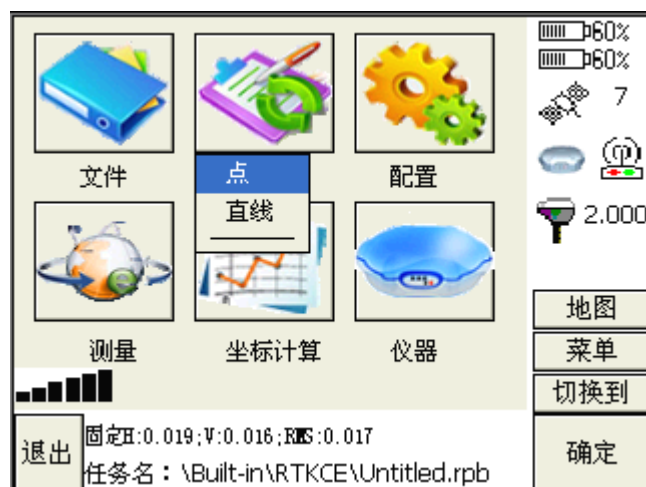 60%
60%
7
文件
配置
点
直线
2.000
测量
坐标计算
仪器
地图
菜单
切换到
退出
固定H:0.019;V:0.016;RMS:0.017
任务名：\Built-in\RTKCE\Untitled.rpb
确定